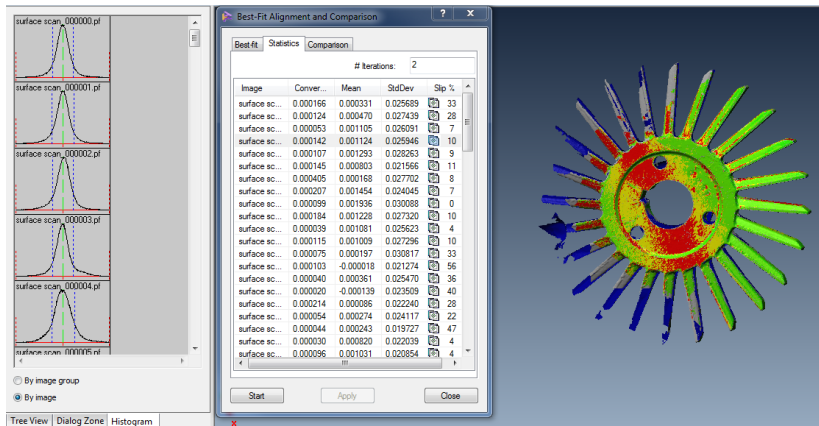 surface scan_000000.pf
surface scan_000001.pf
surface scan_000002.pf
surface scan_000003.pf
surface scan_000004.pf
surface scan_000005.pf
By image group
By image
Tree View Dialog Zone Histogram
Best-Fit Alignment and Comparison
Best-fit Statistics Comparison
# Iterations: 2
Image Conver... Mean StdDev Slip %
surface sc... 0.000166 0.000331 0.025689 33
surface sc... 0.000124 0.000470 0.027439 28
surface sc... 0.000053 0.001105 0.026091 7
surface sc... 0.000142 0.001124 0.025946 10
surface sc... 0.000107 0.001293 0.028263 9
surface sc... 0.000145 0.000803 0.021566 11
surface sc... 0.000405 0.000168 0.027702 8
surface sc... 0.000207 0.001454 0.024045 7
surface sc... 0.000099 0.001936 0.030088 0
surface sc... 0.000184 0.001228 0.027320 10
surface sc... 0.000039 0.001081 0.025623 4
surface sc... 0.000115 0.001009 0.027296 10
surface sc... 0.000075 0.000197 0.030817 33
surface sc... 0.000103 -0.000018 0.021274 56
surface sc... 0.000040 0.000361 0.025470 36
surface sc... 0.000020 -0.000139 0.023509 40
surface sc... 0.000214 0.000086 0.022240 28
surface sc... 0.000054 0.000274 0.024117 22
surface sc... 0.000044 0.000243 0.019727 47
surface sc... 0.000030 0.000820 0.022039 4
surface sc... 0.000096 0.001031 0.020854 4
Start Apply Close
x